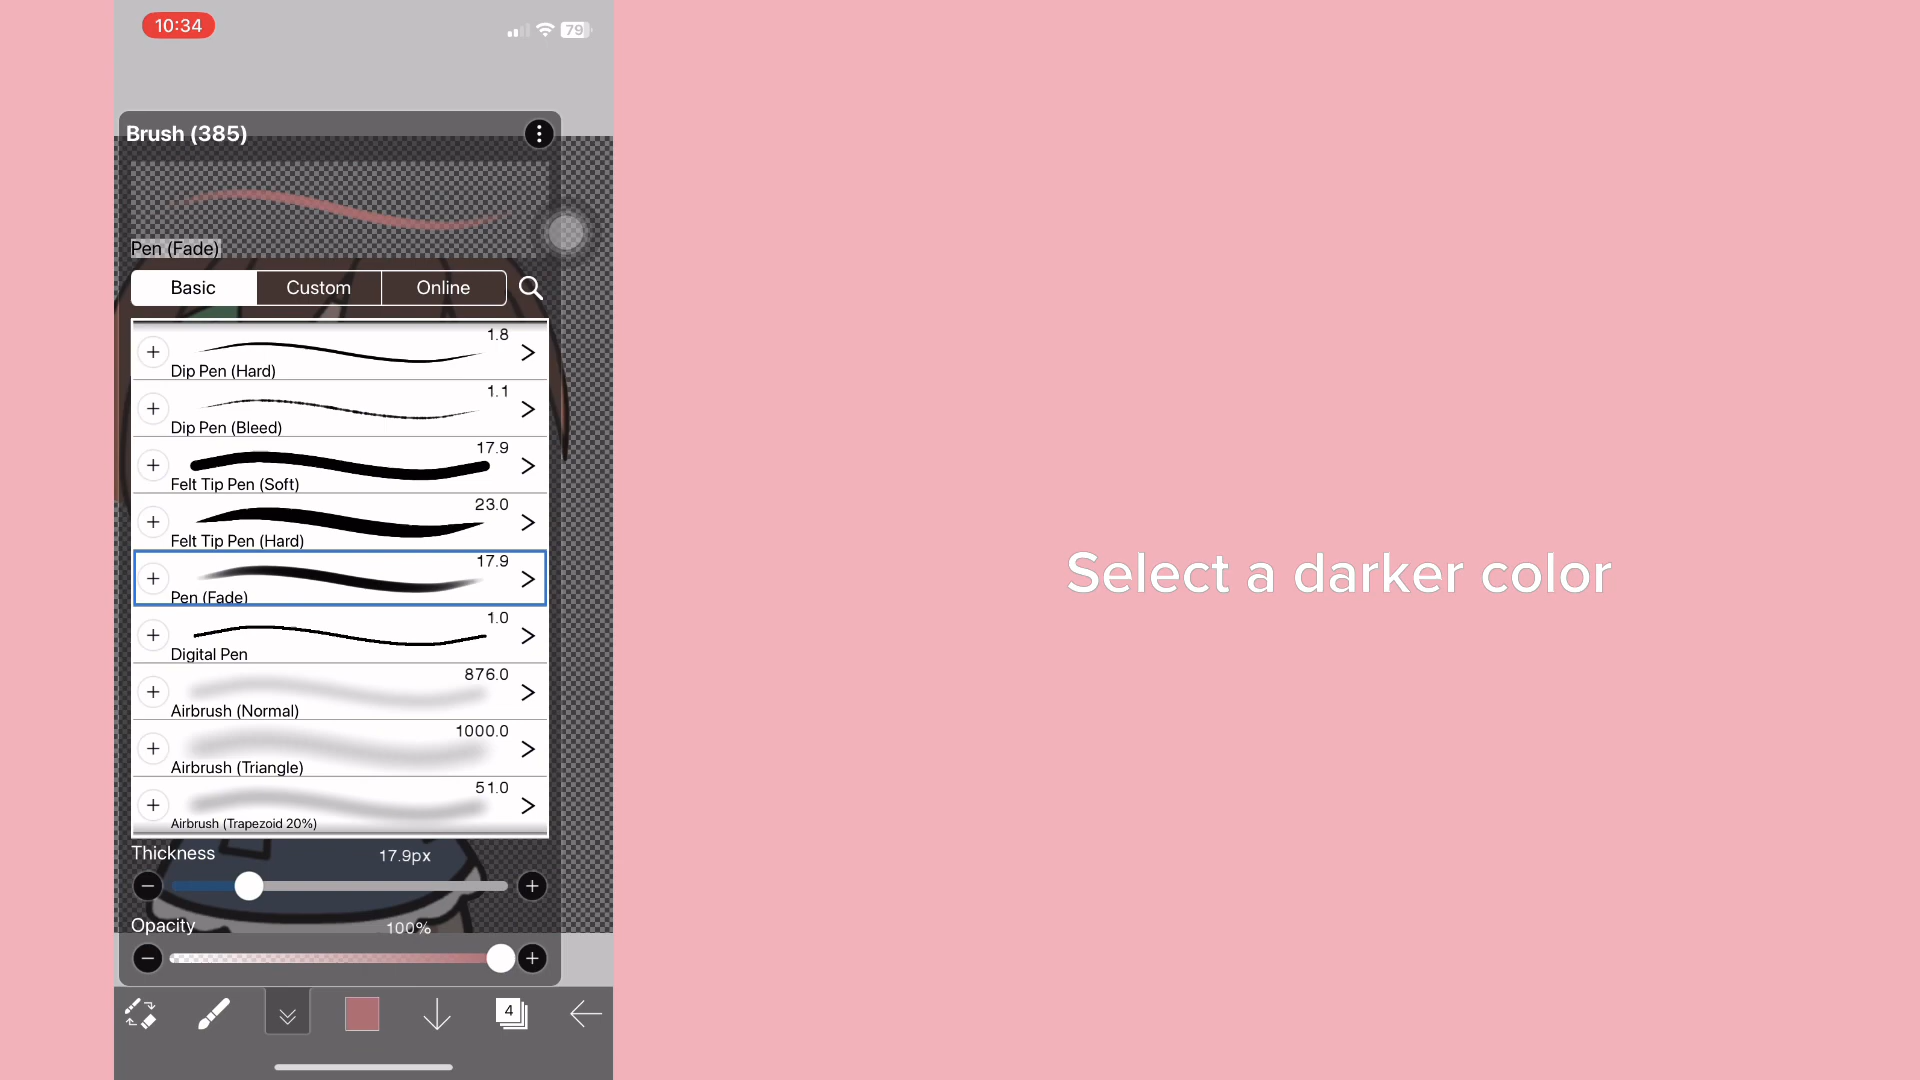 10:34
79
Brush (385)
Pen (Fade)
Basic Custom Online
1.8
Dip Pen (Hard)
1.1
Dip Pen (Bleed)
17.9
Felt Tip Pen (Soft)
23.0
Felt Tip Pen (Hard)
17.9
Pen (Fade)
1.0
Digital Pen
876.0
Airbrush (Normal)
1000.0
Airbrush (Triangle)
51.0
Airbrush (Trapezoid 20%)
Thickness 17.9px
Opacity 100%
4
Select a darker color